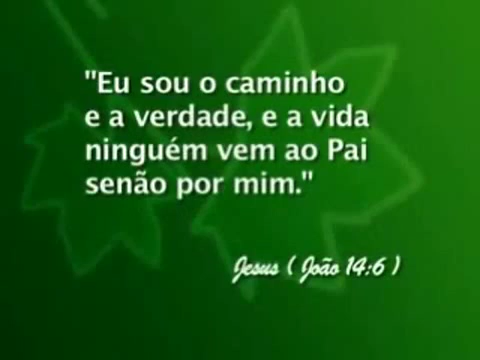 "Eu sou o caminho
e a verdade, e a vida
ninguém vem ao Pai
senão por mim."
Jesus ( João 14:6 )